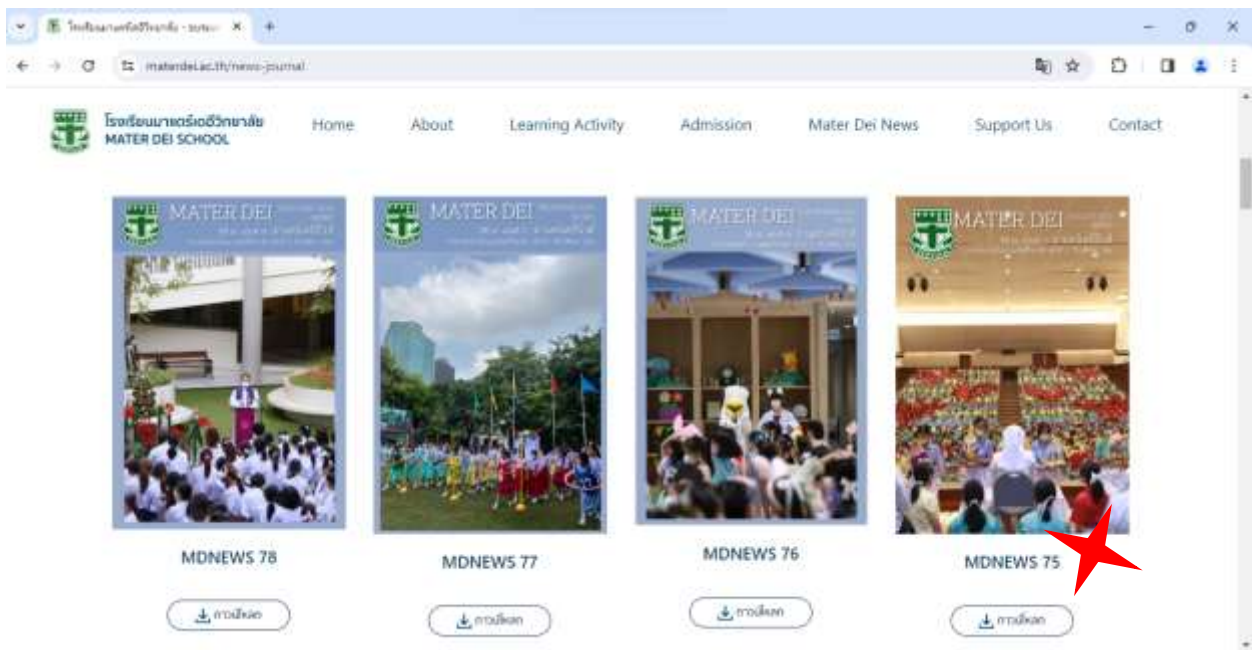 materdei.ac.th/news-journal
โรงเรียนมาแตร์เดอีวิทยาลัย
MATER DEI SCHOOL
Home
About
Learning Activity
Admission
Mater Dei News
Support Us
Contact
MATER DEI
MATER DEI
MATER DEI
MATER DEI
MDNEWS 78
MDNEWS 77
MDNEWS 76
MDNEWS 75
ดาวน์โหลด
ดาวน์โหลด
ดาวน์โหลด
ดาวน์โหลด